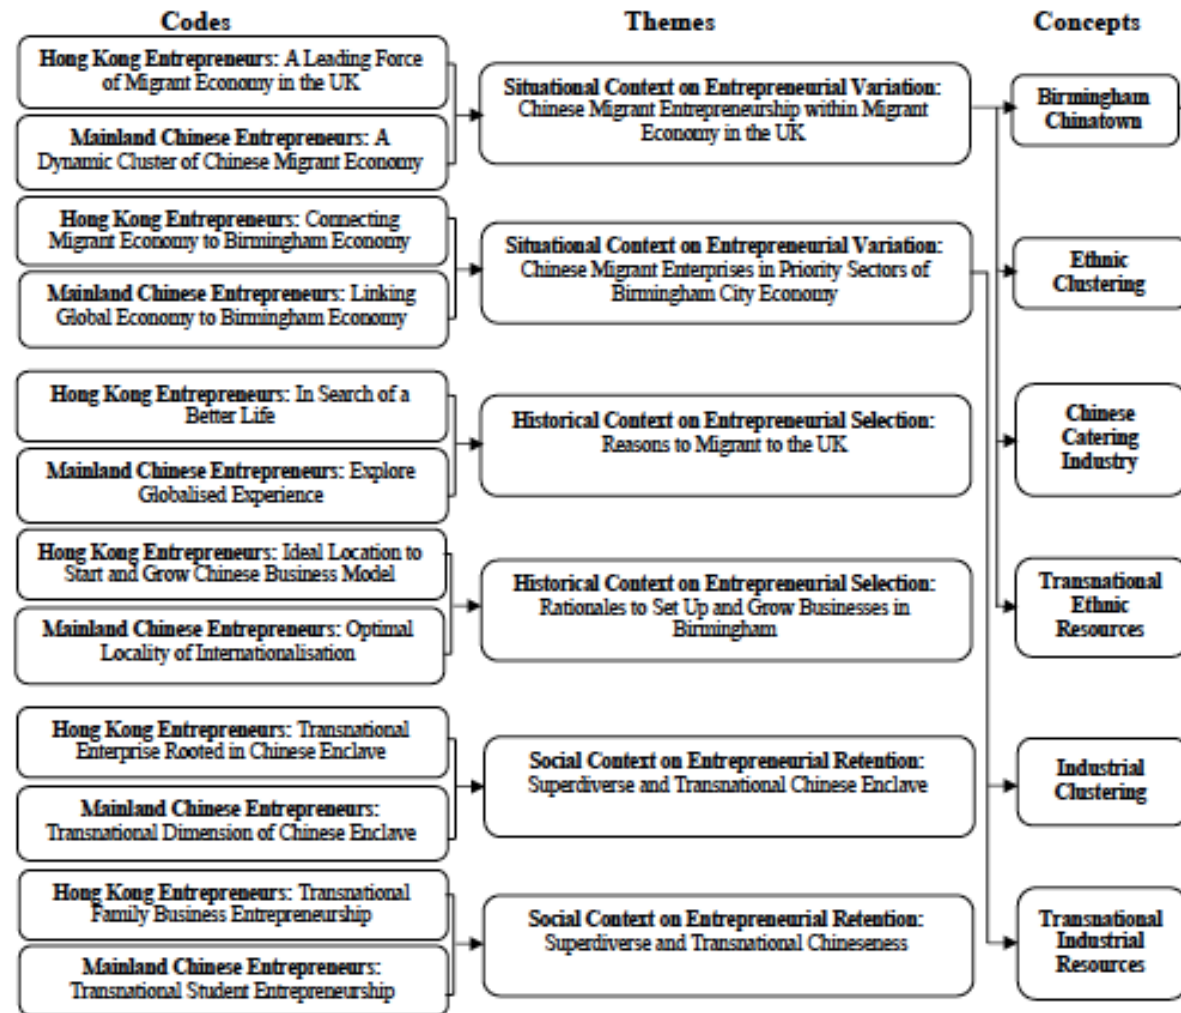 Codes
Themes
Concepts
Hong Kong Entrepreneurs: A Leading Force
of Migrant Economy in the UK
Mainland Chinese Entrepreneurs: A
Dynamic Cluster of Chinese Migrant Economy
Hong Kong Entrepreneurs: Connecting
Migrant Economy to Birmingham Economy
Mainland Chinese Entrepreneurs: Linking
Global Economy to Birmingham Economy
Hong Kong Entrepreneurs: In Search of a
Better Life
Mainland Chinese Entrepreneurs: Explore
Globalised Experience
Hong Kong Entrepreneurs: Ideal Location to
Start and Grow Chinese Business Model
Mainland Chinese Entrepreneurs: Optimal
Locality of Internationalisation
Hong Kong Entrepreneurs: Transnational
Enterprise Rooted in Chinese Enclave
Mainland Chinese Entrepreneurs:
Transnational Dimension of Chinese Enclave
Hong Kong Entrepreneurs: Transnational
Family Business Entrepreneurship
Mainland Chinese Entrepreneurs:
Transnational Student Entrepreneurship
Situational Context on Entrepreneurial Variation:
Chinese Migrant Entrepreneurship within Migrant
Economy in the UK
Situational Context on Entrepreneurial Variation:
Chinese Migrant Enterprises in Priority Sectors of
Birmingham City Economy
Historical Context on Entrepreneurial Selection:
Reasons to Migrant to the UK
Historical Context on Entrepreneurial Selection:
Rationales to Set Up and Grow Businesses in
Birmingham
Social Context on Entrepreneurial Retention:
Superdiverse and Transnational Chinese Enclave
Social Context on Entrepreneurial Retention:
Superdiverse and Transnational Chineseness
Birmingham
Chinatown
Ethnic
Clustering
Chinese
Catering
Industry
Transnational
Ethnic
Resources
Industrial
Clustering
Transnational
Industrial
Resources